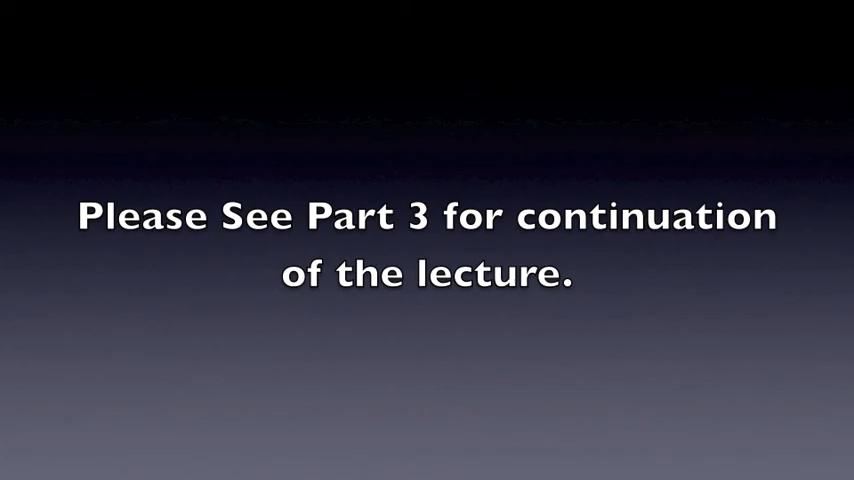 Please See Part 3 for continuation
of the lecture.